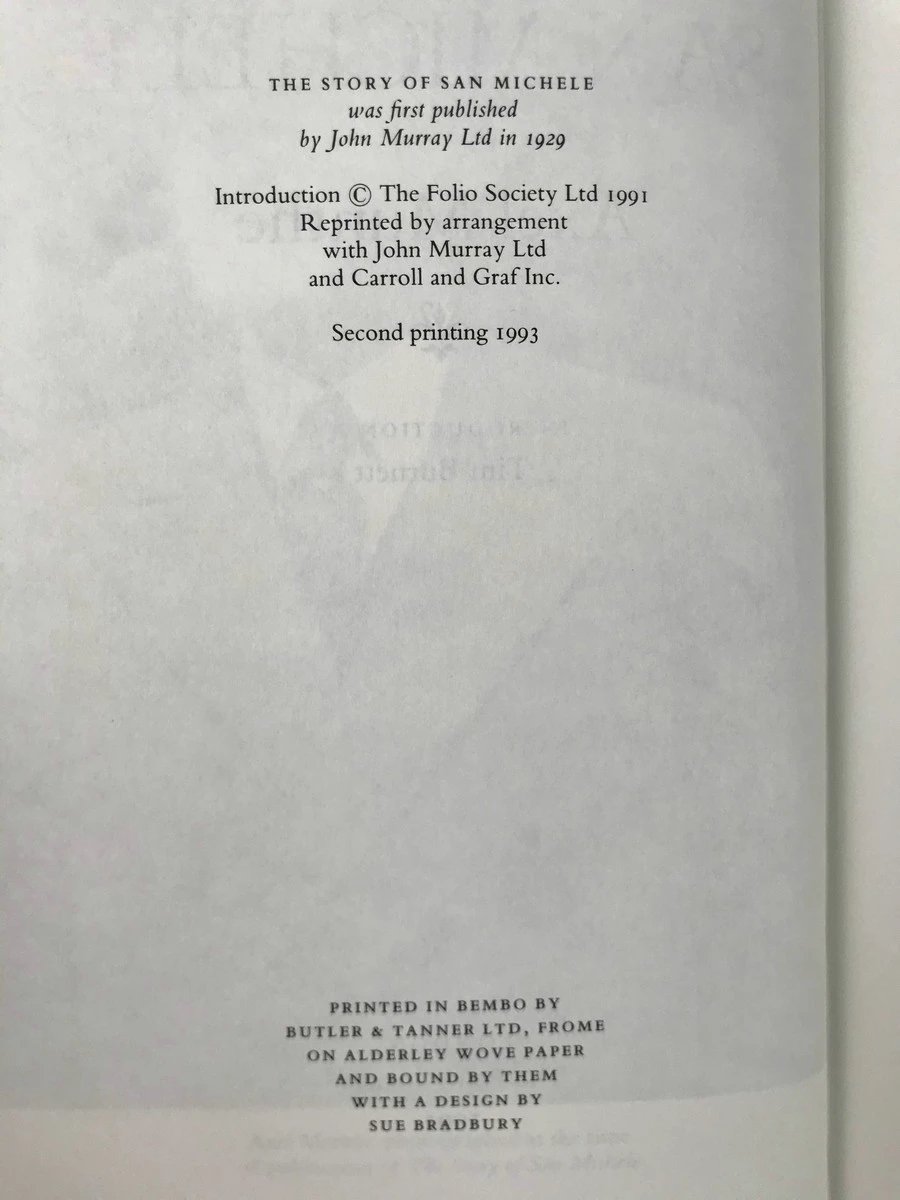 THE STORY OF SAN MICHELE
was first published
by John Murray Ltd in 1929
Introduction © The Folio Society Ltd 1991
Reprinted by arrangement
with John Murray Ltd
and Carroll and Graf Inc.
Second printing 1993
PRINTED IN BEMBO BY
BUTLER & TANNER LTD, FROME
ON ALDERLEY WOVE PAPER
AND BOUND BY THEM
WITH A DESIGN BY
SUE BRADBURY